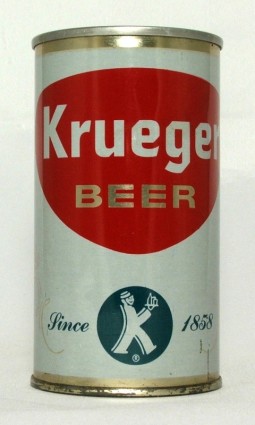 Krueger
BEER
Since K 1858
®